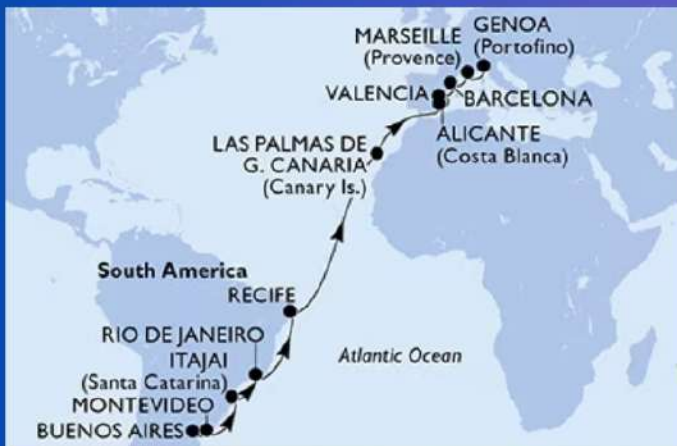 GENOA
(Portofino)
MARSEILLE
(Provence)
VALENCIA
BARCELONA
ALICANTE
(Costa Blanca)
LAS PALMAS DE
G. CANARIA
(Canary Is.)
South America
RECIFE
RIO DE JANEIRO
ITAJAI
(Santa Catarina)
Atlantic Ocean
MONTEVIDEO
BUENOS AIRES